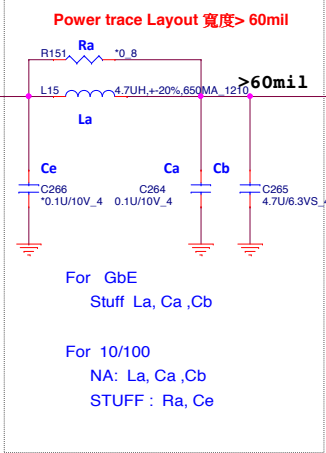 Power trace Layout 寬度> 60mil
Ra
R151 *0_8
>60mil
L15 4.7UH,+-20%,650MA_1210
La
Ce Ca Cb
C266 C264 C265
*0.1U/10V_4 0.1U/10V_4 4.7U/6.3VS_4
For GbE
Stuff La, Ca ,Cb
For 10/100
NA: La, Ca ,Cb
STUFF : Ra, Ce